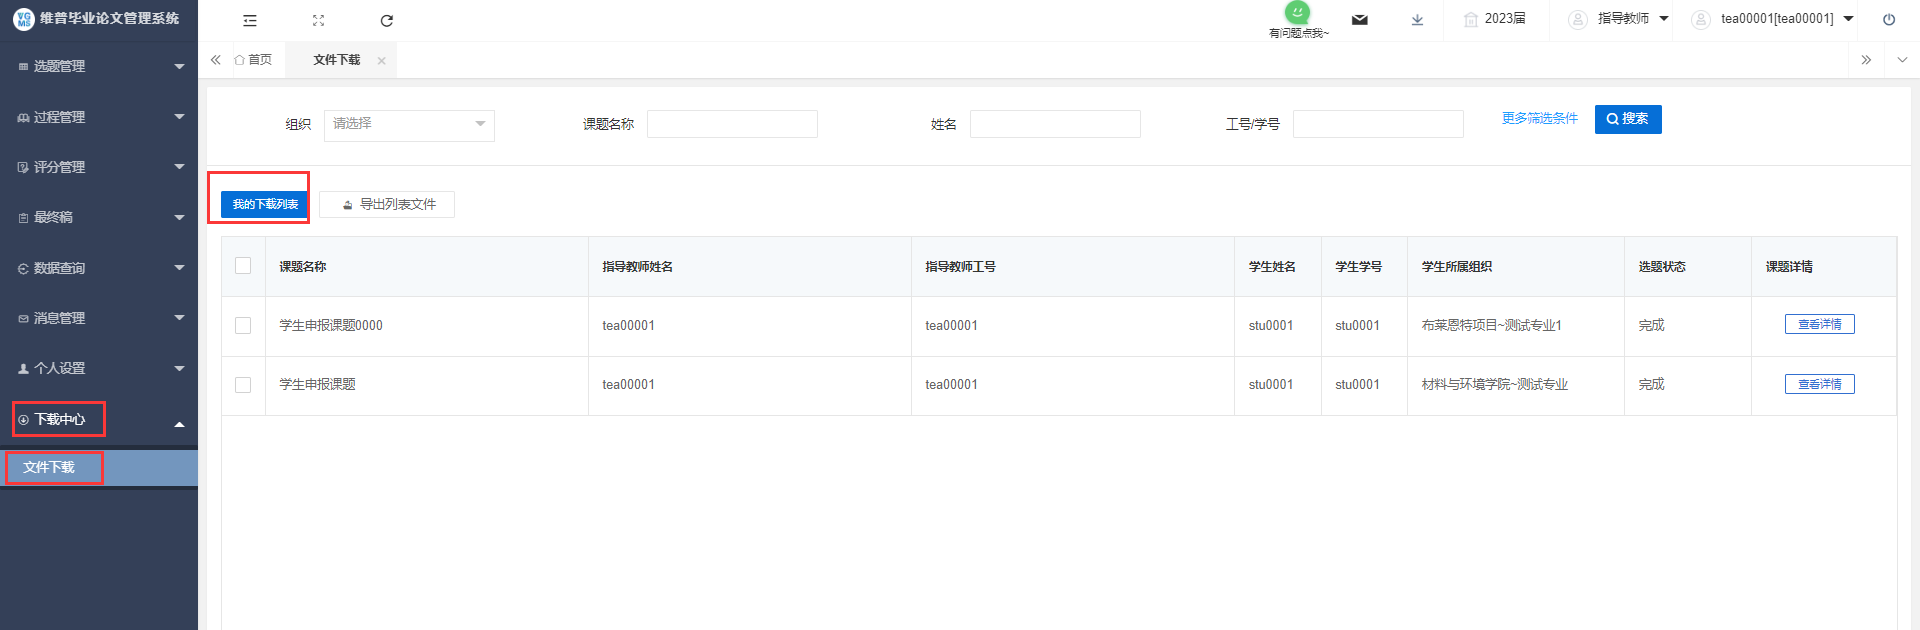 VG
MS
维普毕业论文管理系统
有问题点我~
2023届
指导教师
tea00001[tea00001]
首页
文件下载
选题管理
过程管理
评分管理
最终稿
数据查询
消息管理
个人设置
下载中心
文件下载
组织 请选择 课题名称 姓名 工号/学号 更多筛选条件 搜索
我的下载列表 导出列表文件
课题名称 指导教师姓名 指导教师工号 学生姓名 学生学号 学生所属组织 选题状态 课题详情
学生申报课题0000 tea00001 tea00001 stu0001 stu0001 布莱恩特项目~测试专业1 完成 查看详情
学生申报课题 tea00001 tea00001 stu0001 stu0001 材料与环境学院~测试专业 完成 查看详情